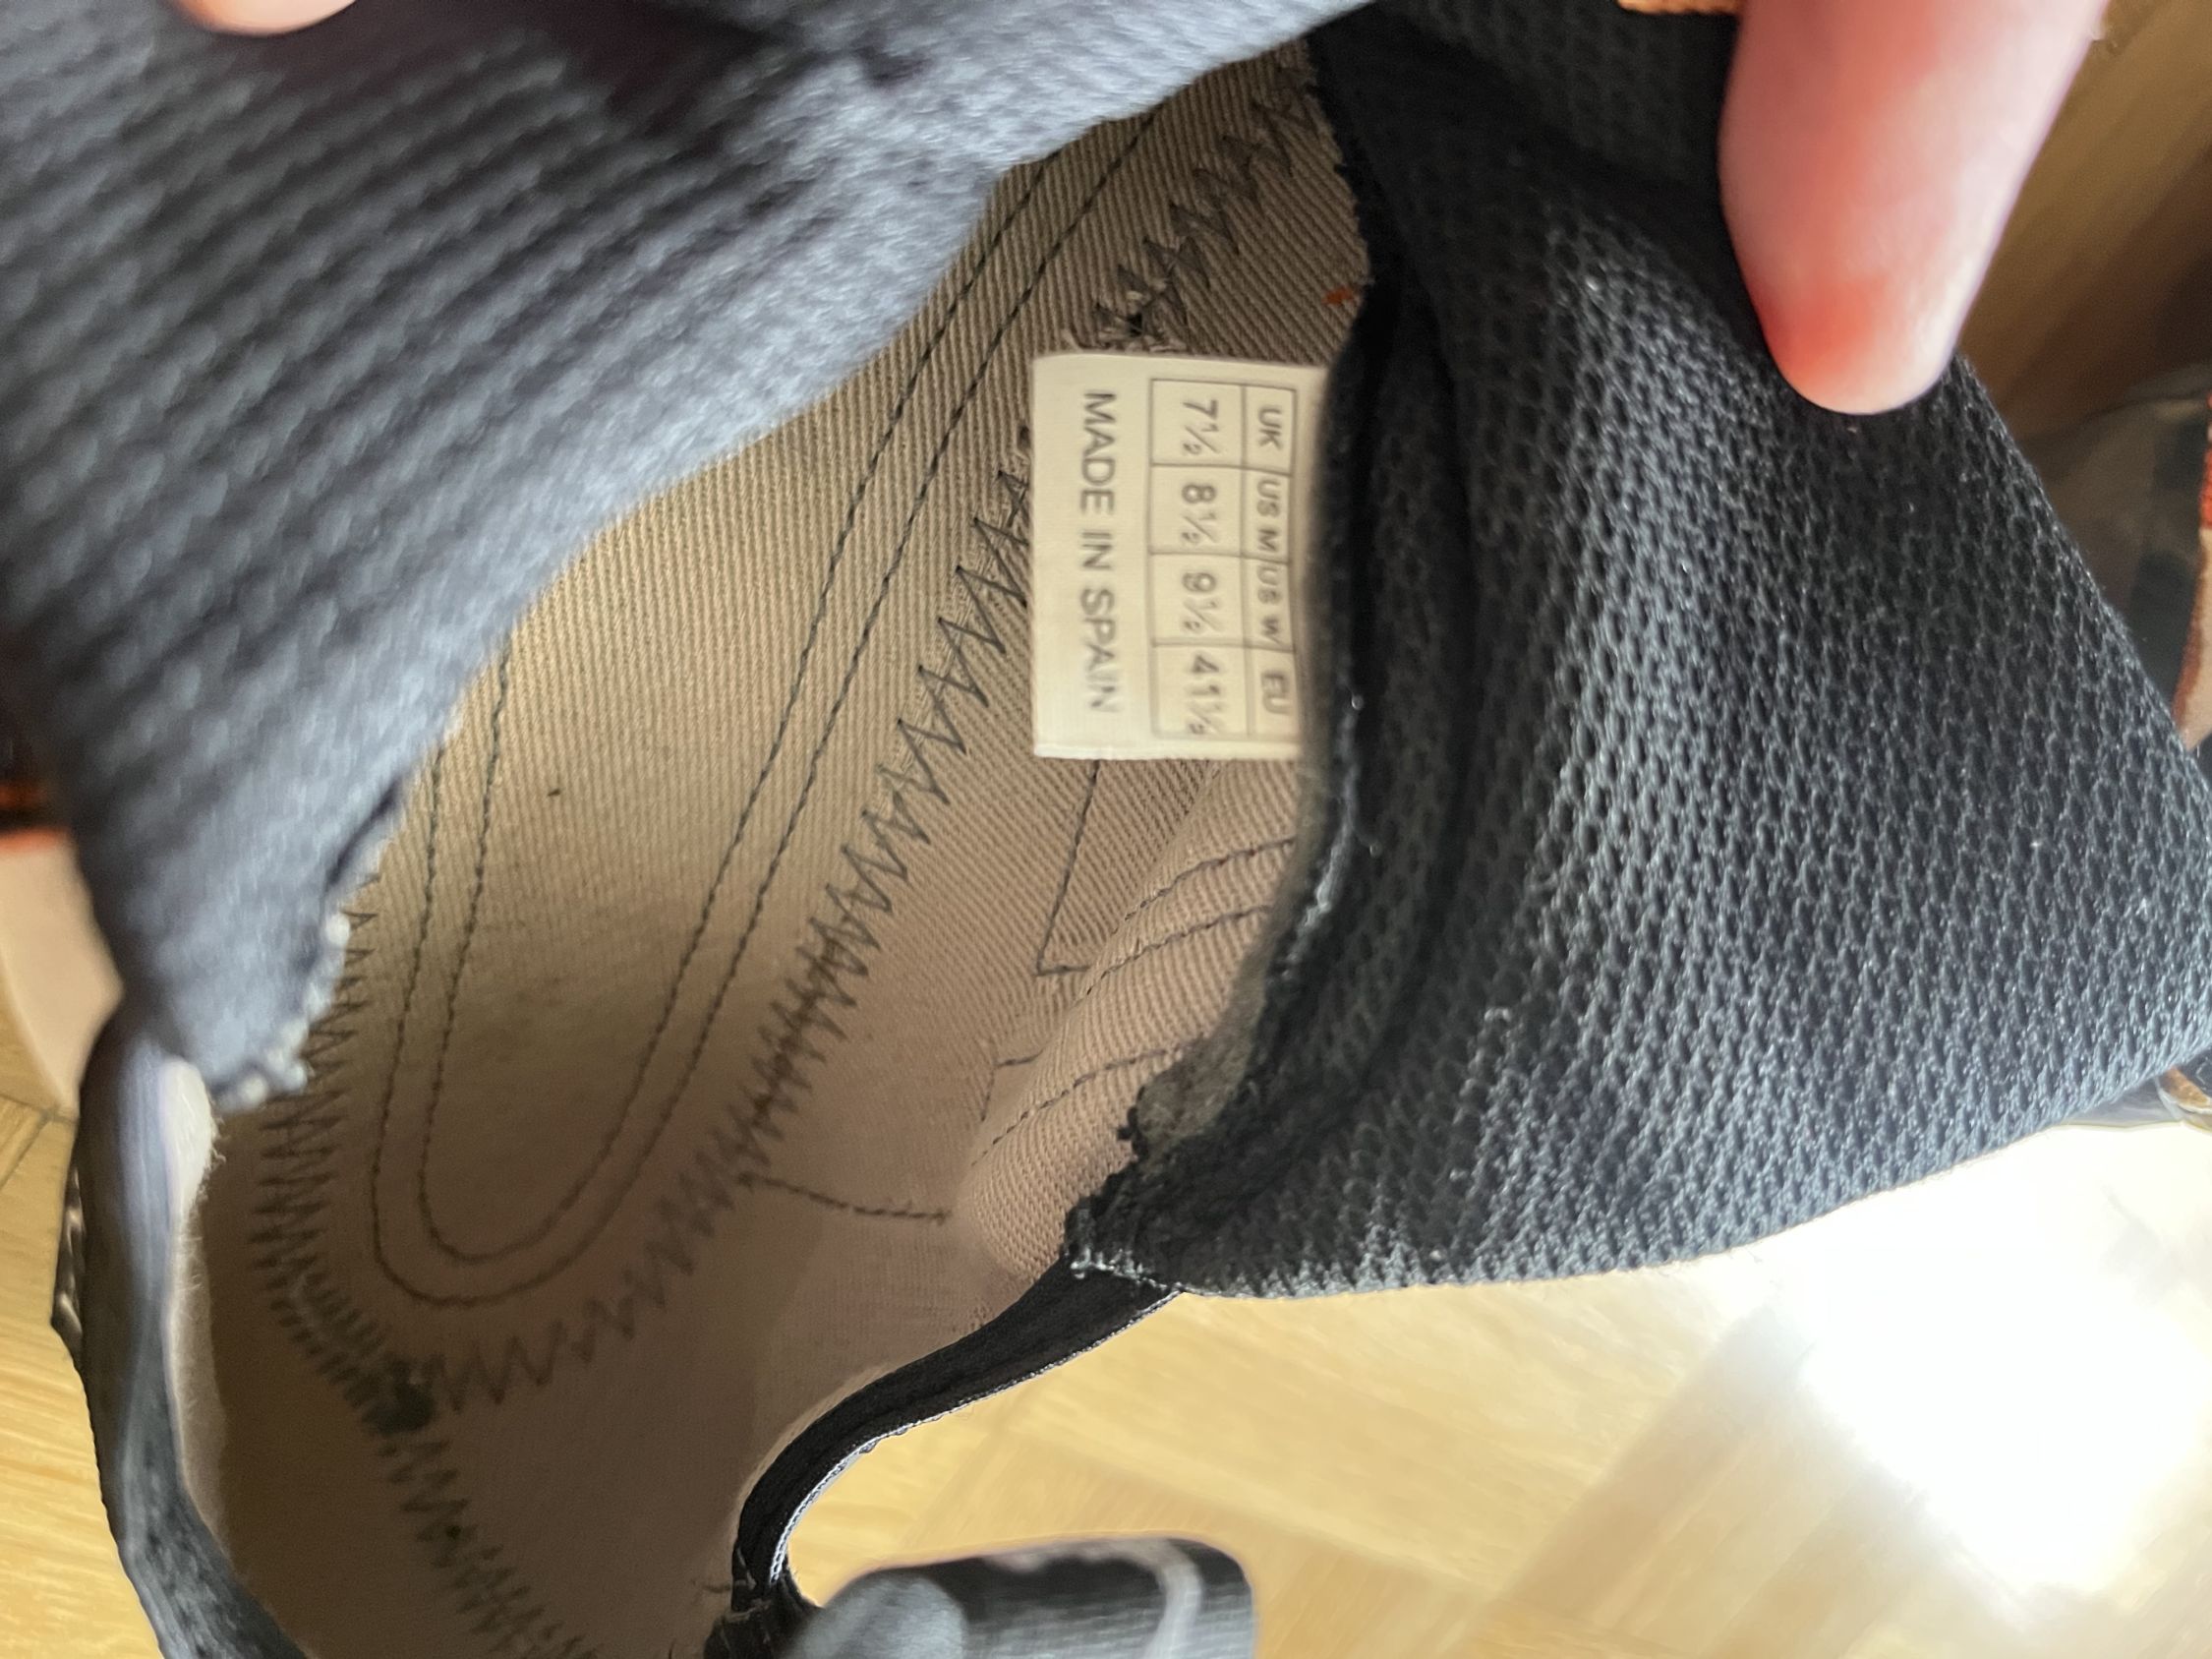 UK US M US W EU
7½ 8½ 9½ 41½
MADE IN SPAIN